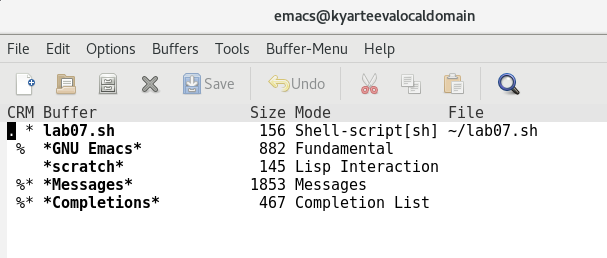 emacs@kyarteevalocaldomain
File Edit Options Buffers Tools Buffer-Menu Help
Save Undo
CRM Buffer Size Mode File
. * lab07.sh 156 Shell-script[sh] ~/lab07.sh
% *GNU Emacs* 882 Fundamental
*scratch* 145 Lisp Interaction
%* *Messages* 1853 Messages
%* *Completions* 467 Completion List